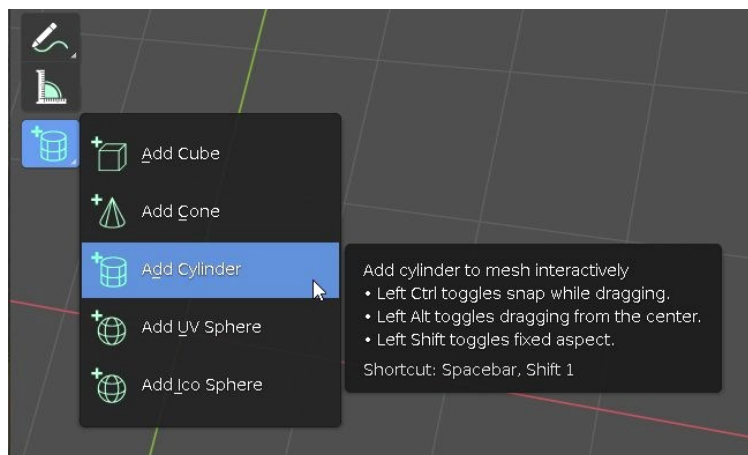 Add Cube
Add Cone
Add Cylinder
Add UV Sphere
Add Ico Sphere
Add cylinder to mesh interactively
• Left Ctrl toggles snap while dragging.
• Left Alt toggles dragging from the center.
• Left Shift toggles fixed aspect.
Shortcut: Spacebar, Shift 1